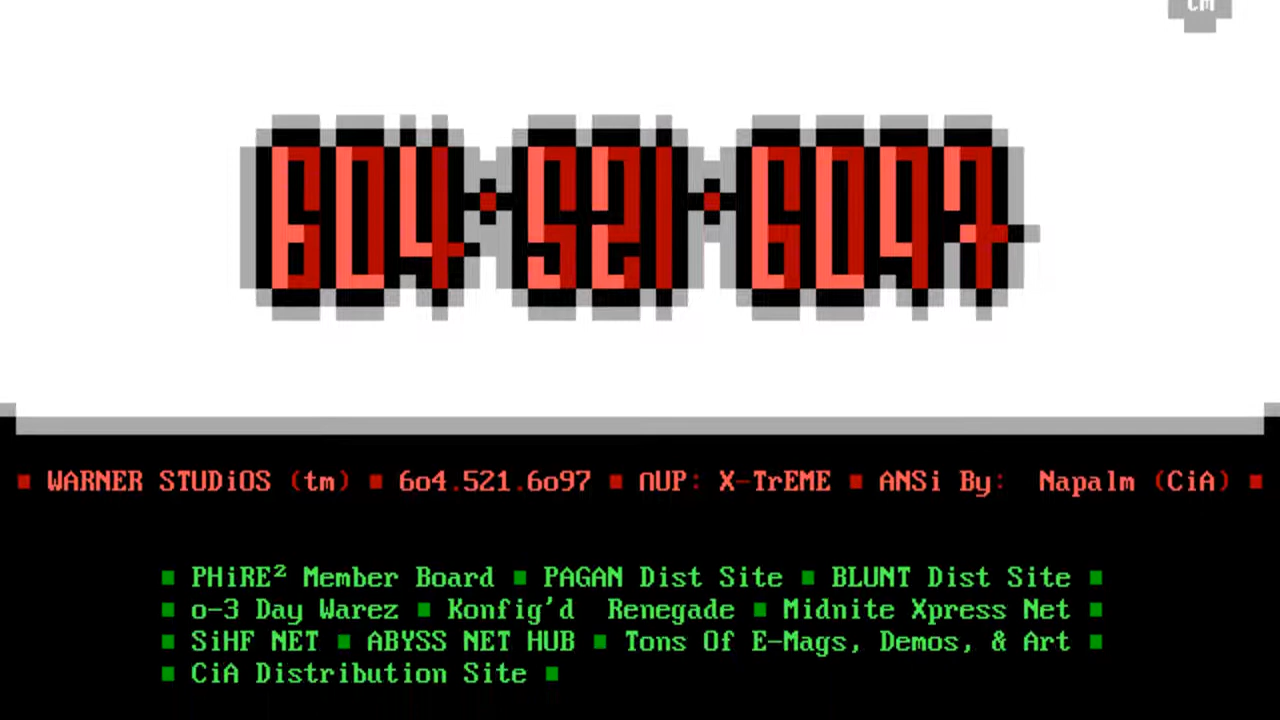 tm
604·521·6097
■ WARNER STUDiOS (tm) ■ 6o4.521.6o97 ■ ∩UP: X-TrEME ■ ANSi By:  Napalm (CiA) ■
■ PHiRE² Member Board ■ PAGAN Dist Site ■ BLUNT Dist Site ■
■ o-3 Day Warez ■ Konfig'd  Renegade ■ Midnite Xpress Net ■
■ SiHF NET ■ ABYSS NET HUB ■ Tons Of E-Mags, Demos, & Art ■
■ CiA Distribution Site ■